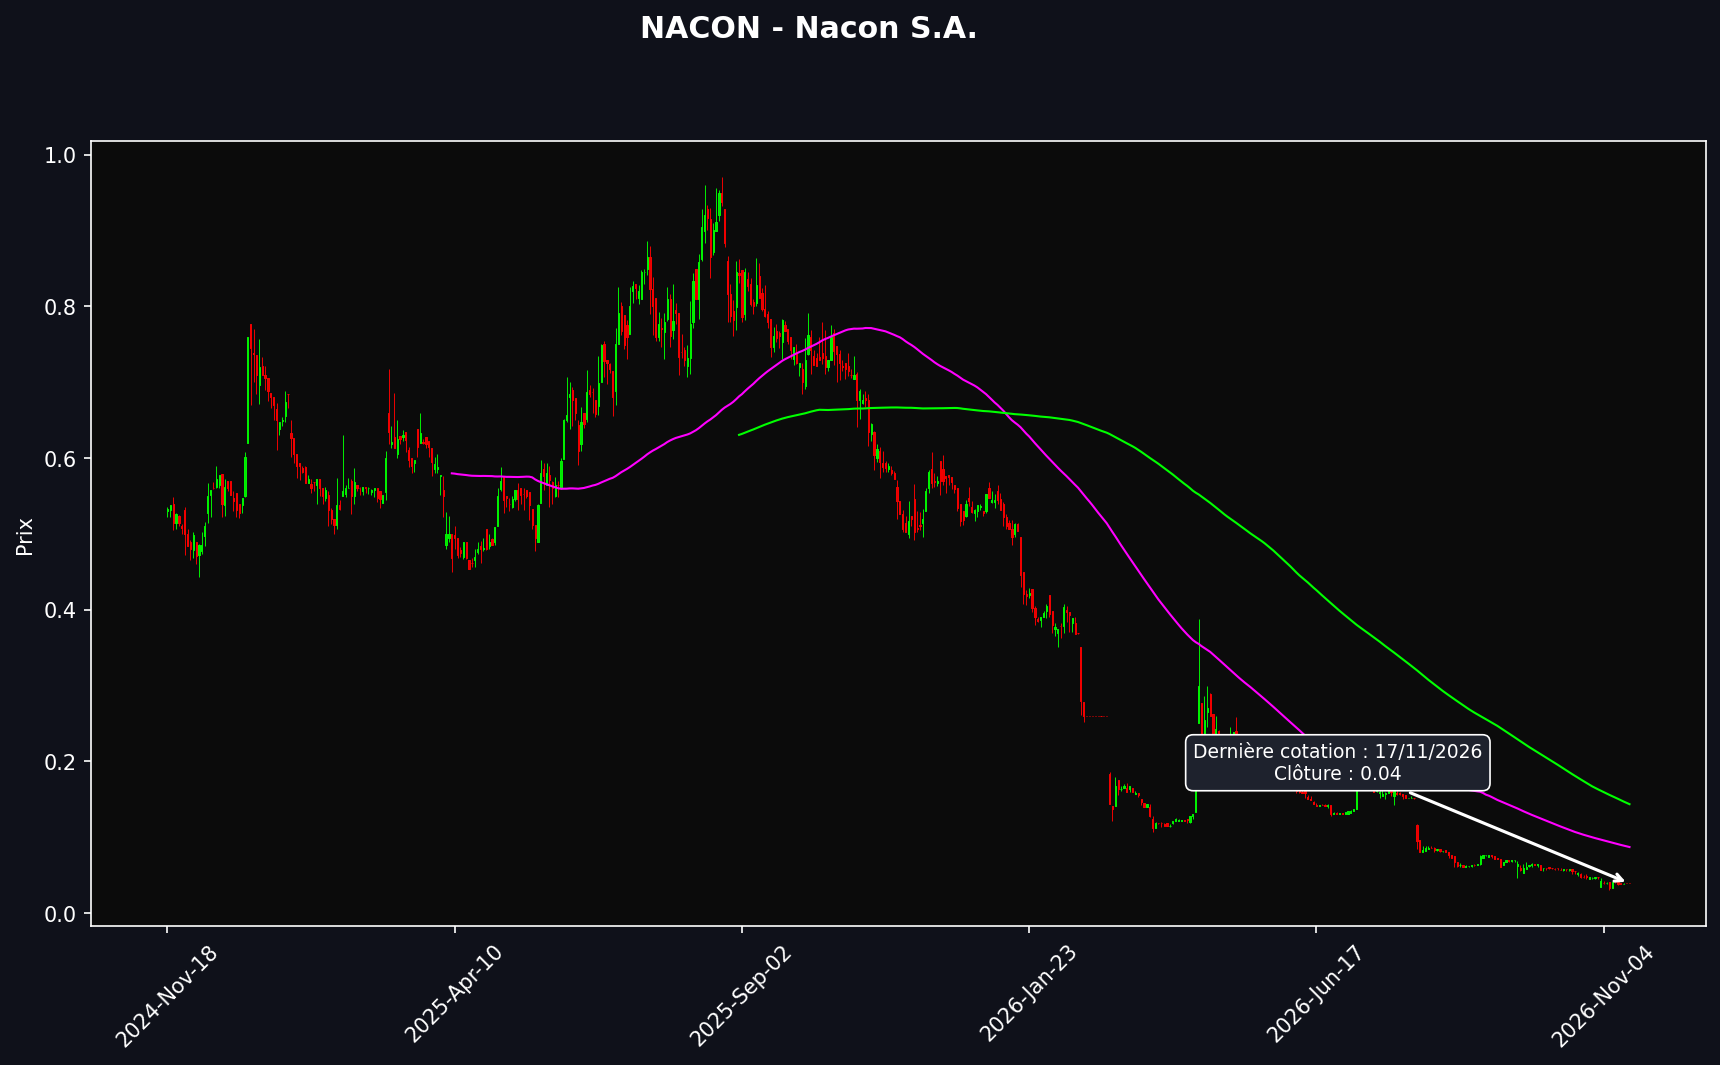 NACON - Nacon S.A.
Prix
1.0
0.8
0.6
0.4
0.2
0.0
Dernière cotation : 17/11/2026
Clôture : 0.04
2024-Nov-18
2025-Apr-10
2025-Sep-02
2026-Jan-23
2026-Jun-17
2026-Nov-04